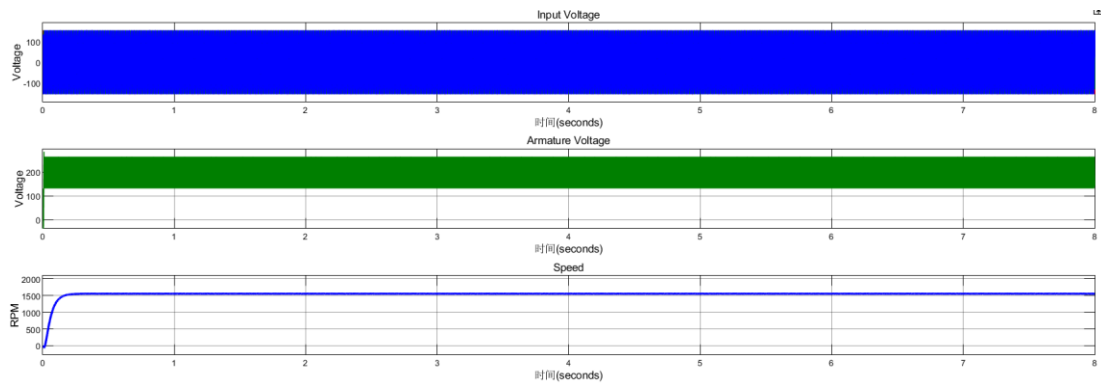 Input Voltage
Voltage
100
0
-100
0 1 2 3 4 5 6 7 8
时间(seconds)
Armature Voltage
Voltage
200
100
0
0 1 2 3 4 5 6 7 8
时间(seconds)
Speed
RPM
2000
1500
1000
500
0
0 1 2 3 4 5 6 7 8
时间(seconds)